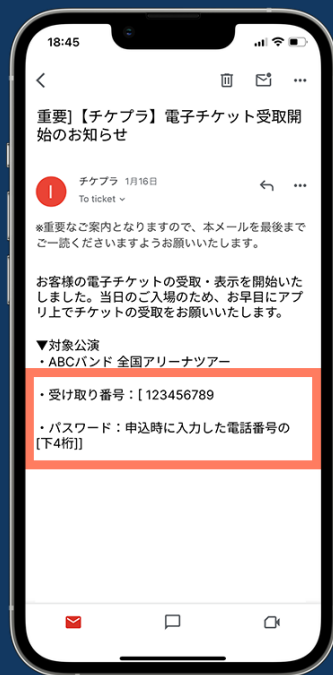 18:45
重要]【チケプラ】電子チケット受取開
始のお知らせ
I
チケプラ 1月16日
To ticket
※重要なご案内となりますので、本メールを最後まで
ご一読くださいますようお願いいたします。
お客様の電子チケットの受取・表示を開始いた
しました。当日のご入場のため、お早目にアプ
リ上でチケットの受取をお願いいたします。
▼対象公演
・ABCバンド 全国アリーナツアー
・受け取り番号：[ 123456789
・パスワード：申込時に入力した電話番号の
[下4桁]]